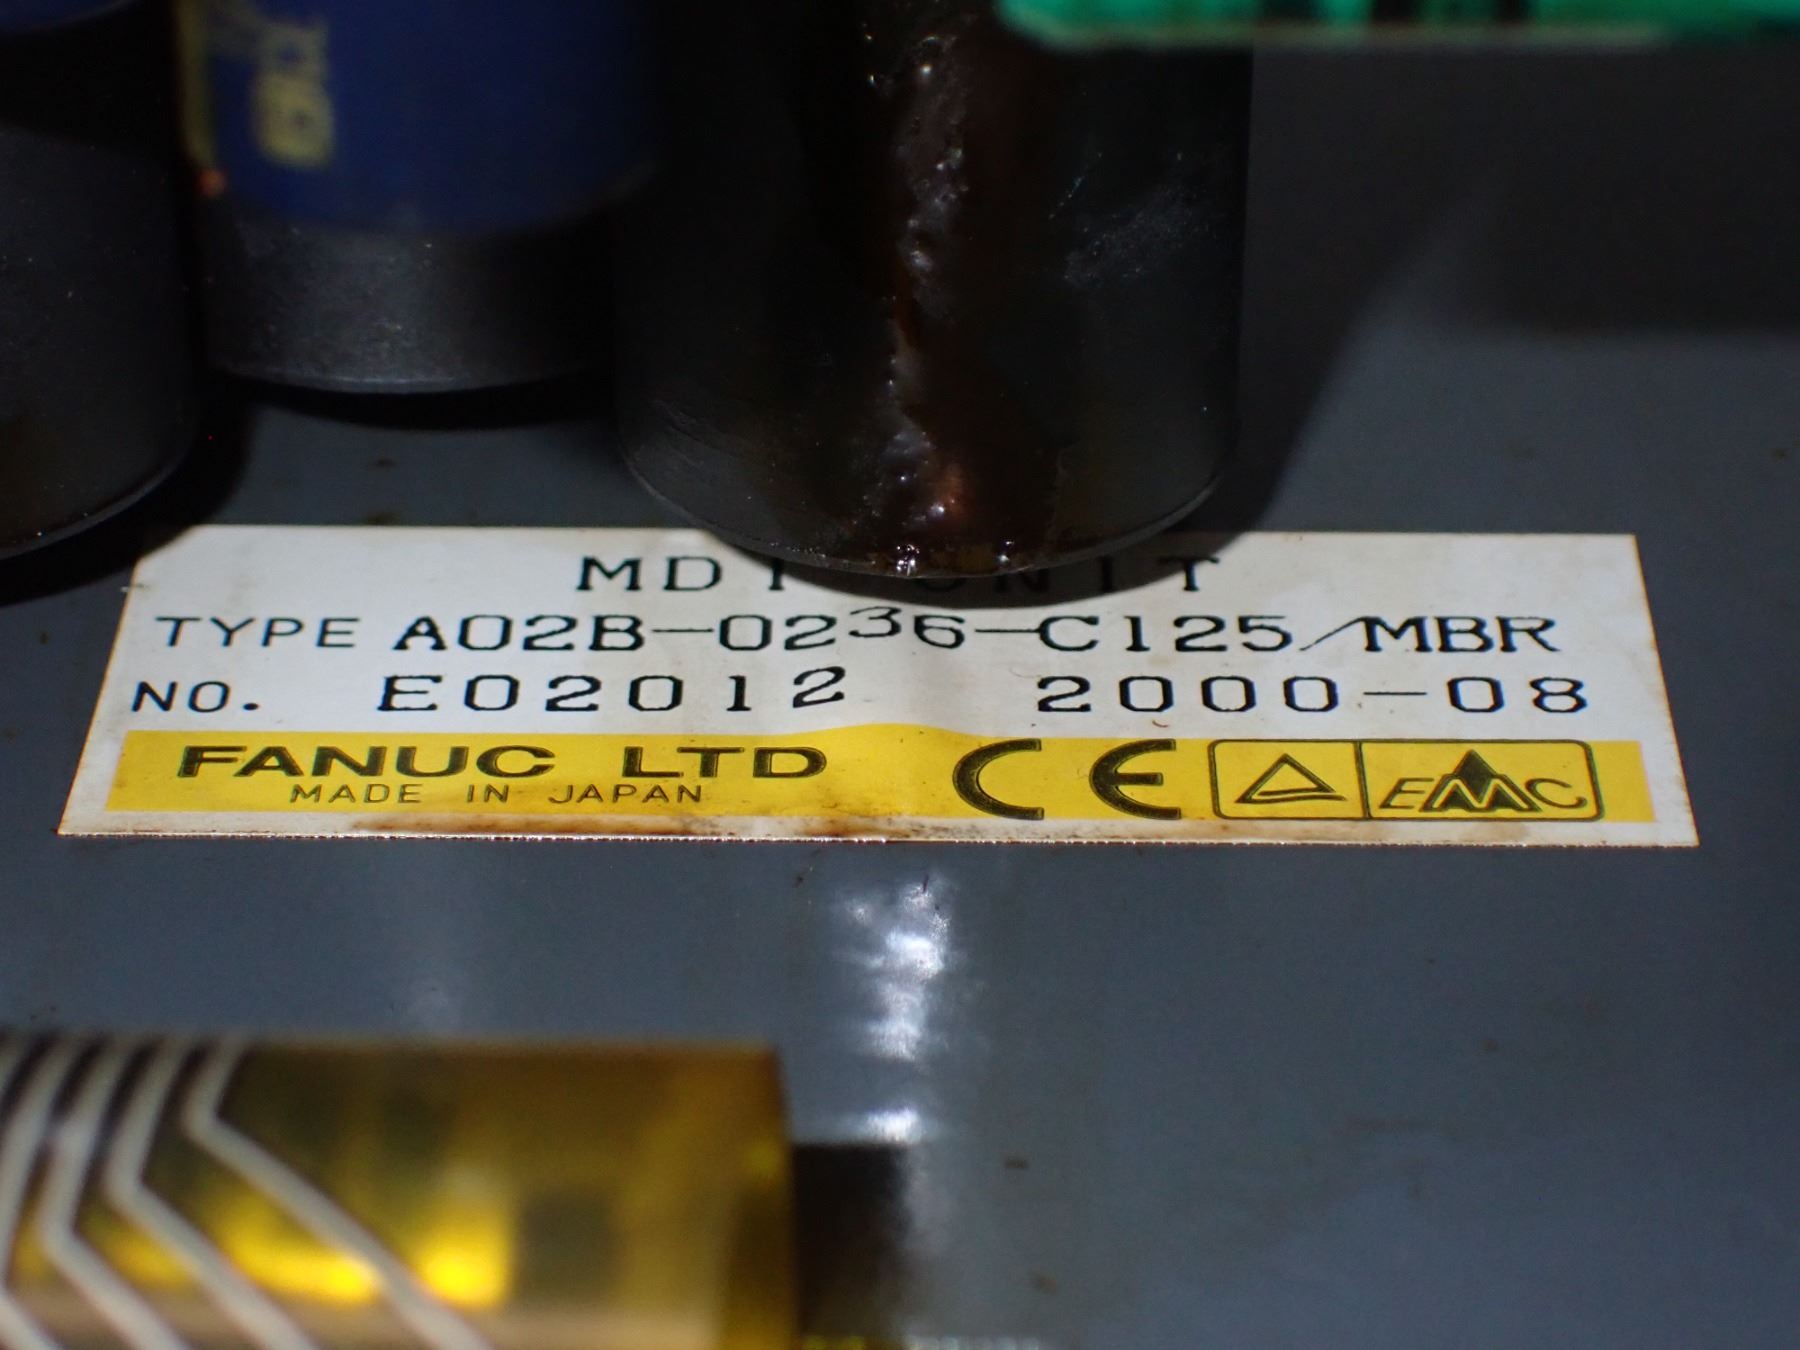 MDI UNIT
TYPE A02B-0236-C125/MBR
NO. E02012 2000-08
FANUC LTD CE EMC
MADE IN JAPAN